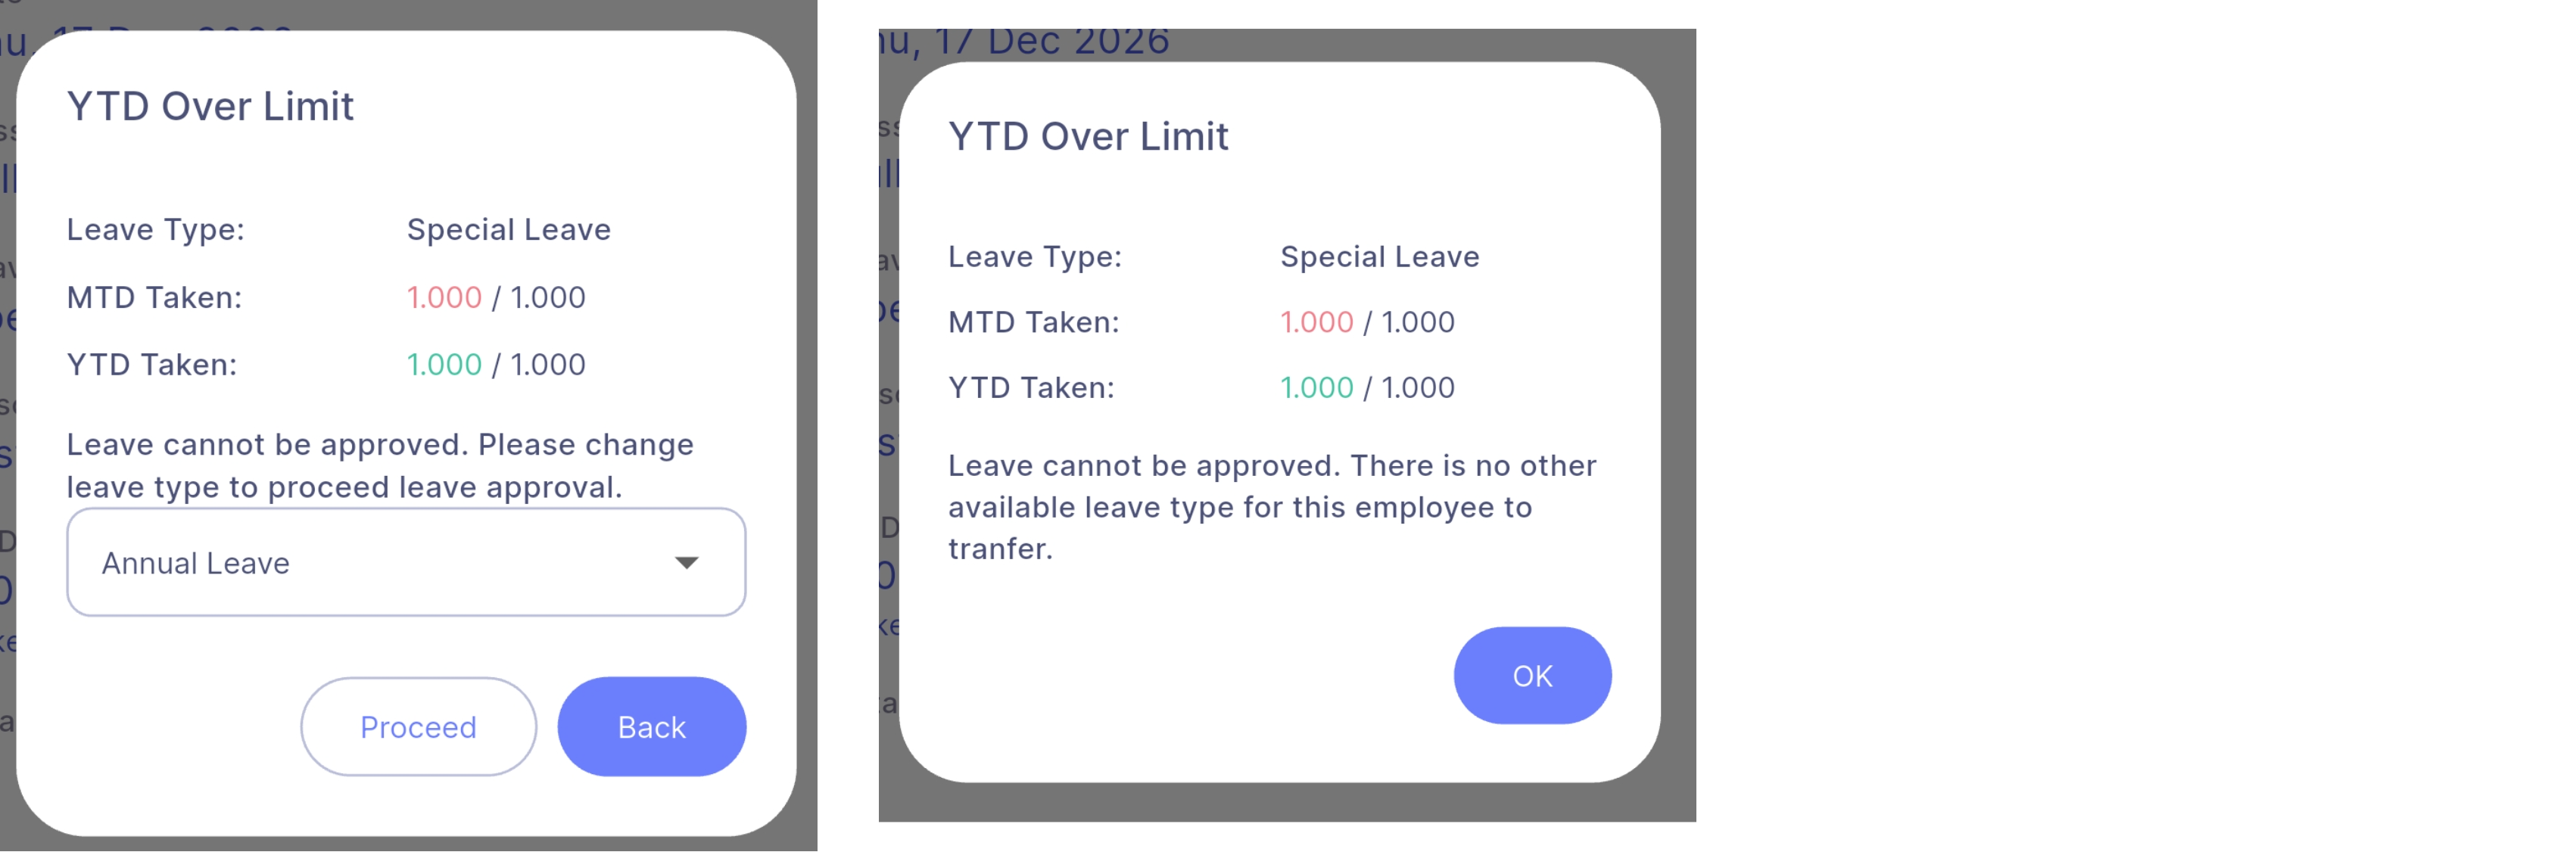 YTD Over Limit
Leave Type: Special Leave
MTD Taken: 1.000 / 1.000
YTD Taken: 1.000 / 1.000
Leave cannot be approved. Please change
leave type to proceed leave approval.
Annual Leave
Proceed Back
hu, 17 Dec 2026
YTD Over Limit
Leave Type: Special Leave
MTD Taken: 1.000 / 1.000
YTD Taken: 1.000 / 1.000
Leave cannot be approved. There is no other
available leave type for this employee to
tranfer.
OK